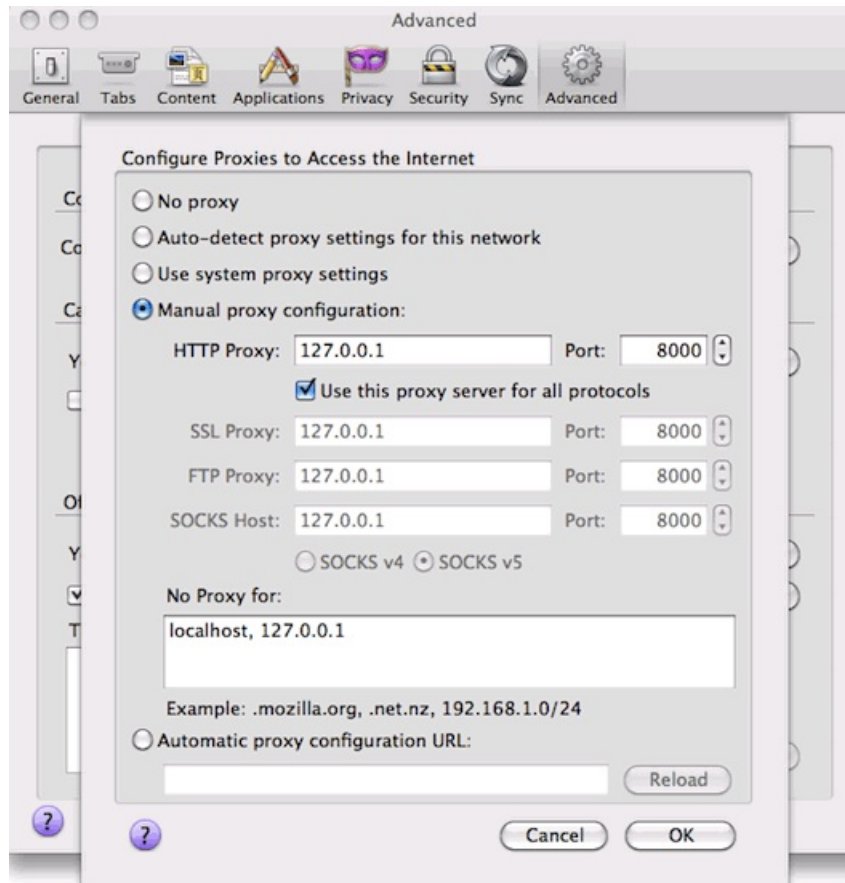 Advanced
General Tabs Content Applications Privacy Security Sync Advanced
Configure Proxies to Access the Internet
No proxy
Auto-detect proxy settings for this network
Use system proxy settings
Manual proxy configuration:
HTTP Proxy: 127.0.0.1 Port: 8000
Use this proxy server for all protocols
SSL Proxy: 127.0.0.1 Port: 8000
FTP Proxy: 127.0.0.1 Port: 8000
SOCKS Host: 127.0.0.1 Port: 8000
SOCKS v4 SOCKS v5
No Proxy for:
localhost, 127.0.0.1
Example: .mozilla.org, .net.nz, 192.168.1.0/24
Automatic proxy configuration URL:
Reload
? ? Cancel OK